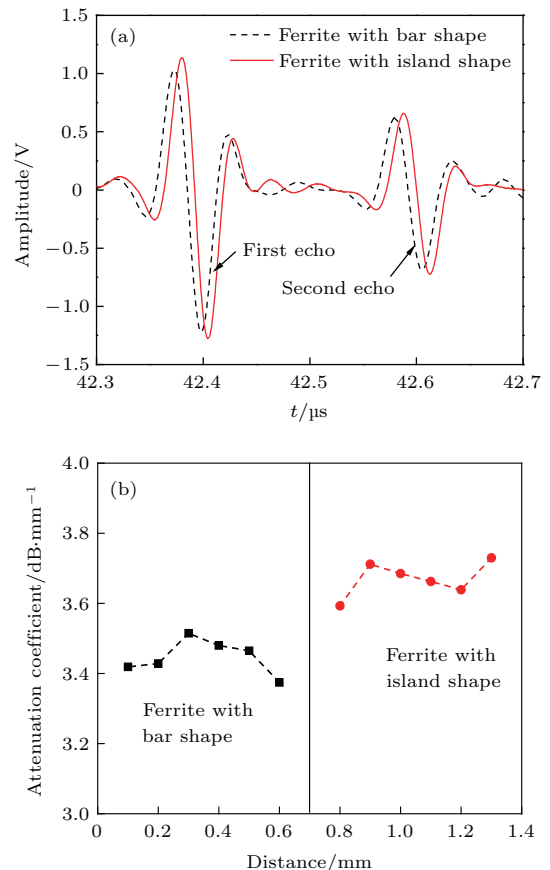 (a)
Ferrite with bar shape
Ferrite with island shape
1.5
1.0
0.5
0
−0.5
−1.0
−1.5
Amplitude/V
First echo
Second echo
42.3 42.4 42.5 42.6 42.7
t/μs
(b)
4.0
3.8
3.6
3.4
3.2
3.0
Attenuation coefficient/dB·mm⁻¹
Ferrite with
bar shape
Ferrite with
island shape
0 0.2 0.4 0.6 0.8 1.0 1.2 1.4
Distance/mm